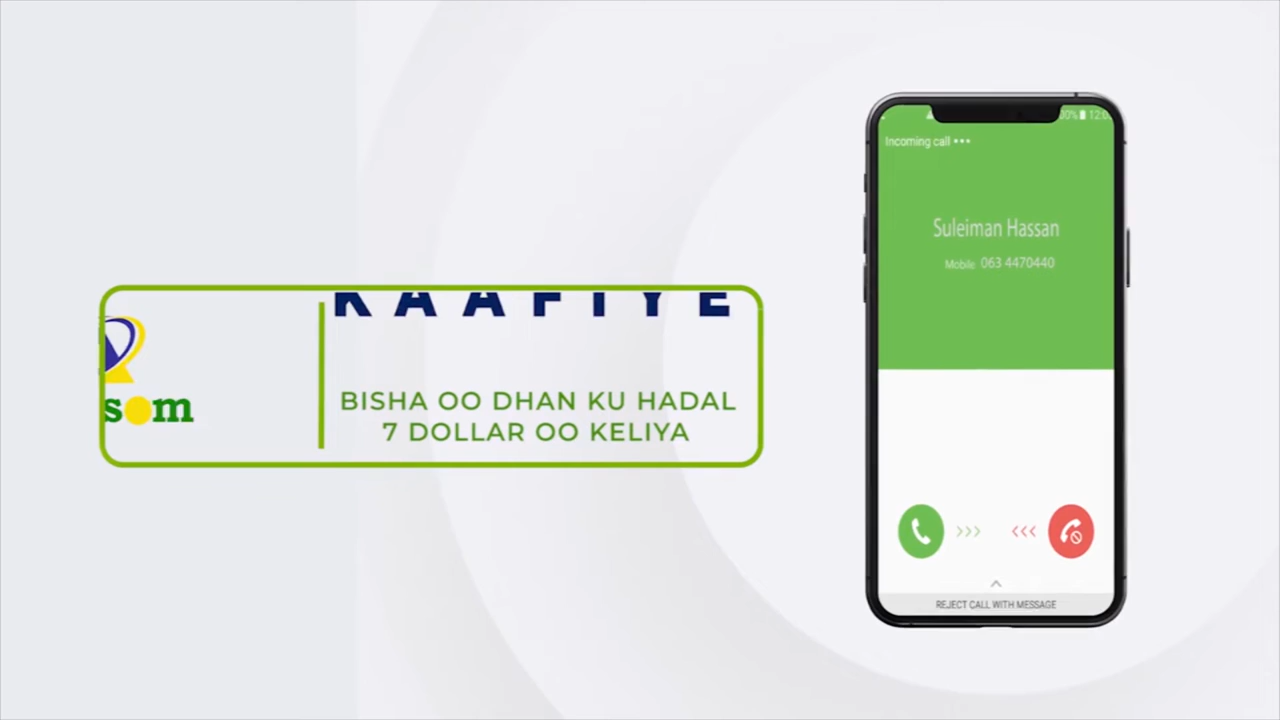 KAAFIYE
som
BISHA OO DHAN KU HADAL
7 DOLLAR OO KELIYA
Incoming call •••
Suleiman Hassan
Mobile 063 4470440
REJECT CALL WITH MESSAGE